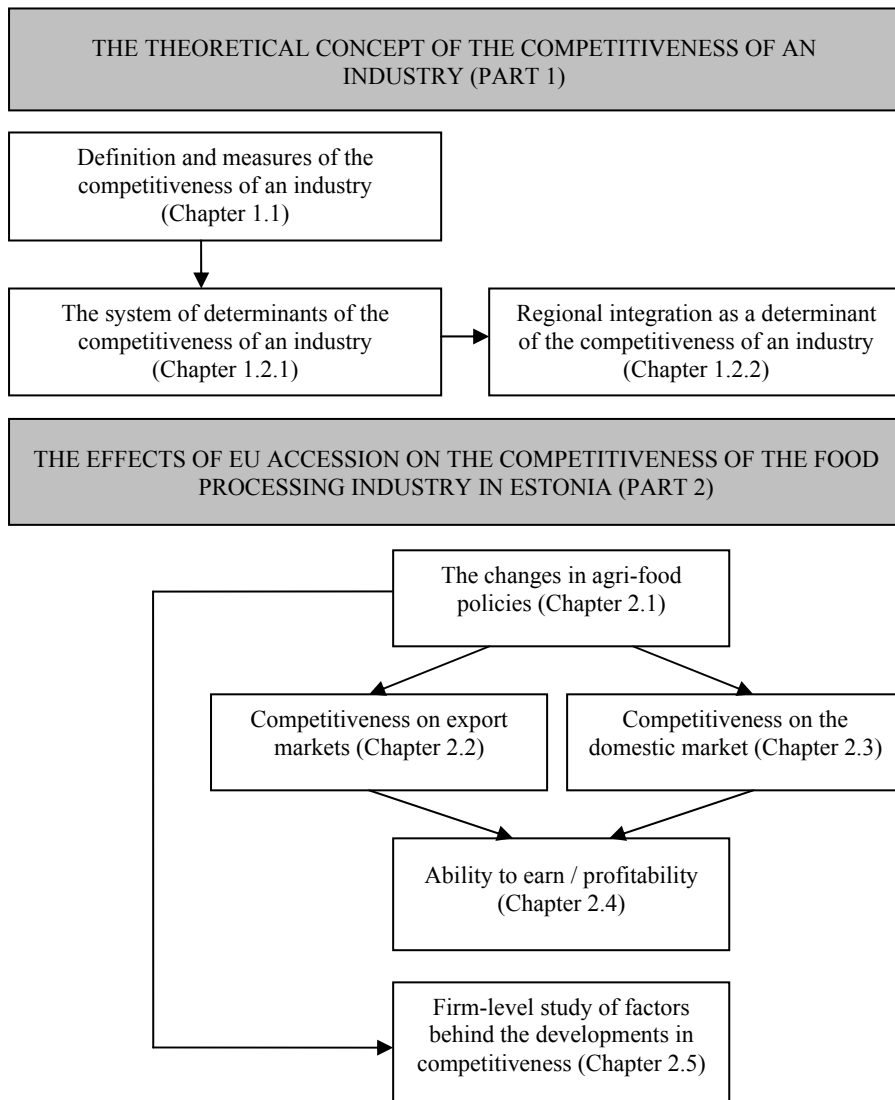 THE THEORETICAL CONCEPT OF THE COMPETITIVENESS OF AN
INDUSTRY (PART 1)
Definition and measures of the
competitiveness of an industry
(Chapter 1.1)
The system of determinants of the
competitiveness of an industry
(Chapter 1.2.1)
Regional integration as a determinant
of the competitiveness of an industry
(Chapter 1.2.2)
THE EFFECTS OF EU ACCESSION ON THE COMPETITIVENESS OF THE FOOD
PROCESSING INDUSTRY IN ESTONIA (PART 2)
The changes in agri-food
policies (Chapter 2.1)
Competitiveness on export
markets (Chapter 2.2)
Competitiveness on the
domestic market (Chapter 2.3)
Ability to earn / profitability
(Chapter 2.4)
Firm-level study of factors
behind the developments in
competitiveness (Chapter 2.5)